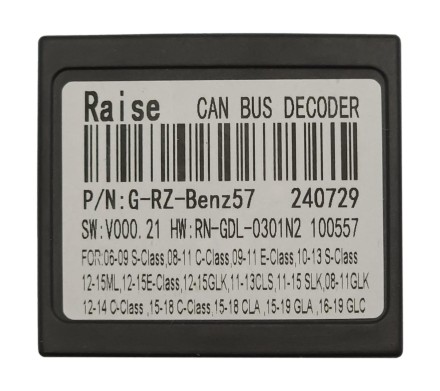 Raise CAN BUS DECODER
P/N:G-RZ-Benz57 240729
SW:V000.21 HW:RN-GDL-0301N2 100557
FOR:06-09 S-Class,08-11 C-Class,09-11 E-Class,10-13 S-Class
12-15ML,12-15E-Class,12-15GLK,11-13CLS,11-15 SLK,08-11GLK
12-14 C-Class ,15-18 C-Class,15-18 CLA ,15-19 GLA ,16-19 GLC